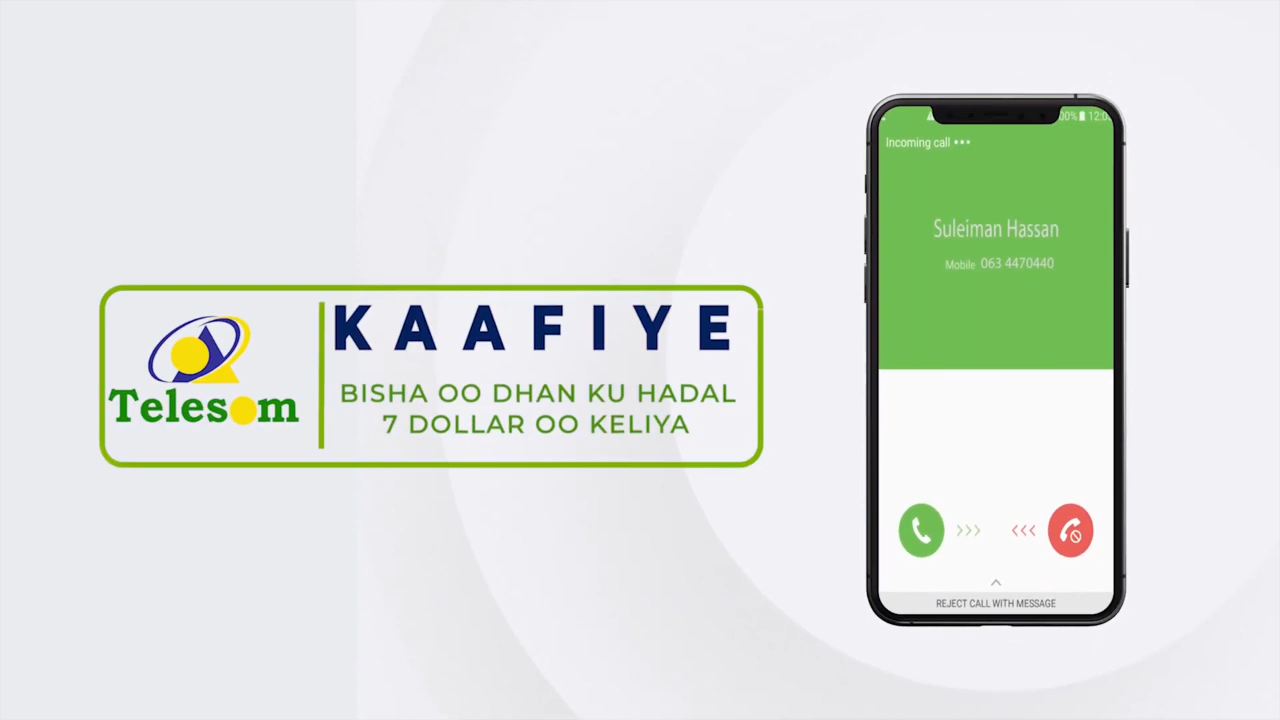 Telesom
KAAFIYE
BISHA OO DHAN KU HADAL
7 DOLLAR OO KELIYA
Incoming call •••
Suleiman Hassan
Mobile 063 4470440
REJECT CALL WITH MESSAGE